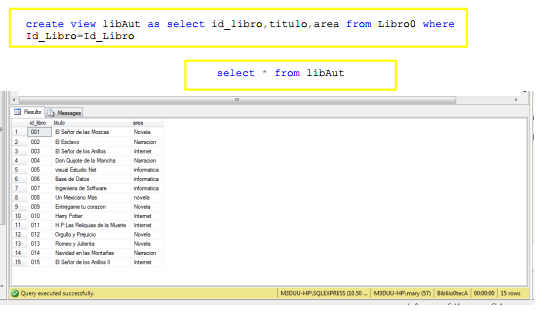 create view libAut as select id_libro,titulo,area from Libro0 where
Id_Libro=Id_Libro
select * from libAut
Results Messages
id_libro titulo area
1 001 El Señor de las Moscas Novela
2 002 El Esclavo Narracion
3 003 El Señor de los Anillos Internet
4 004 Don Quijote de la Mancha Narracion
5 005 visual Estudio Net informatica
6 006 Base de Datos informatica
7 007 Ingenieria de Software informatica
8 008 Un Mexicano Mas novela
9 009 Entregame tu corazon Novela
10 010 Harry Potter Internet
11 011 H.P:Las Reliquias de la Muerte Internet
12 012 Orgullo y Prejuicio Novela
13 013 Romeo y Julienta Novela
14 014 Navidad en las Montañas Narracion
15 015 El Señor de los Anillos II Internet
Query executed successfully. M3DUU-HP\SQLEXPRESS (10.50 ... M3DUU-HP\mary (57) Bibliio0tecA 00:00:00 15 rows